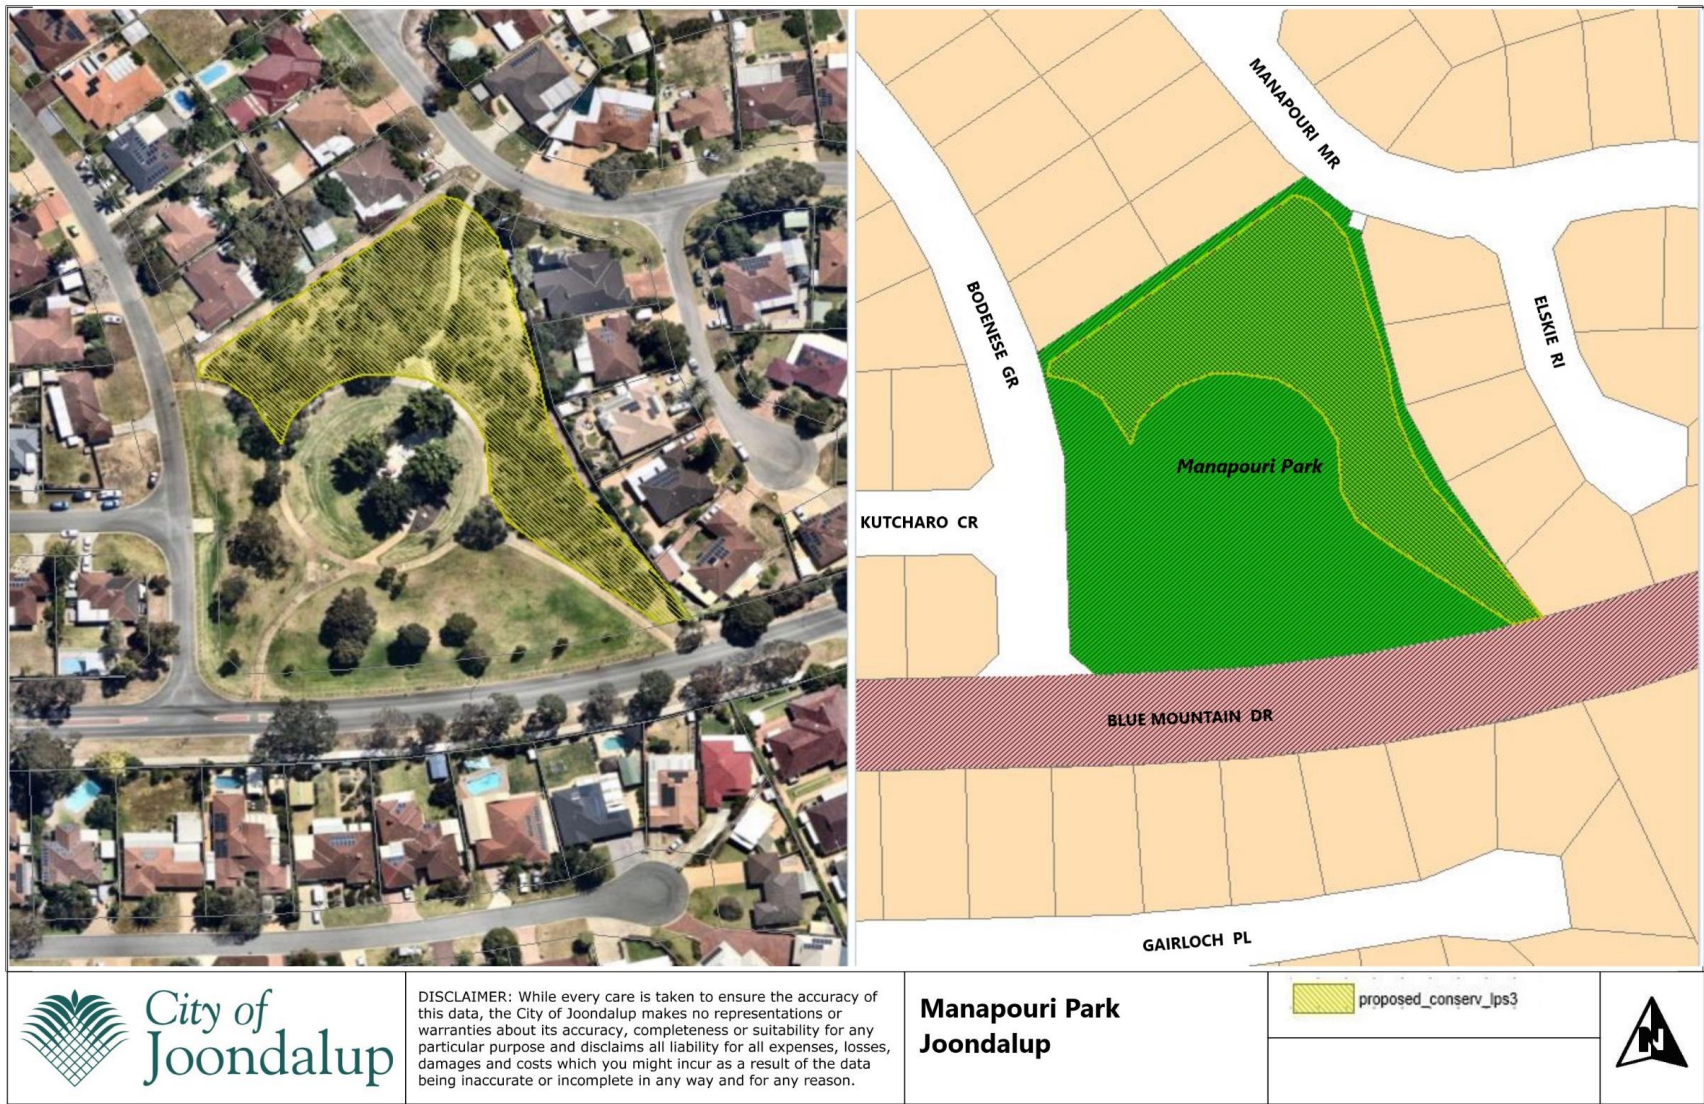 MANAPOURI MR
BODENESE GR
ELSKIE RI
Manapouri Park
KUTCHARO CR
BLUE MOUNTAIN DR
GAIRLOCH PL
City of
Joondalup
DISCLAIMER: While every care is taken to ensure the accuracy of
this data, the City of Joondalup makes no representations or
warranties about its accuracy, completeness or suitability for any
particular purpose and disclaims all liability for all expenses, losses,
damages and costs which you might incur as a result of the data
being inaccurate or incomplete in any way and for any reason.
Manapouri Park
Joondalup
proposed_conserv_lps3
N